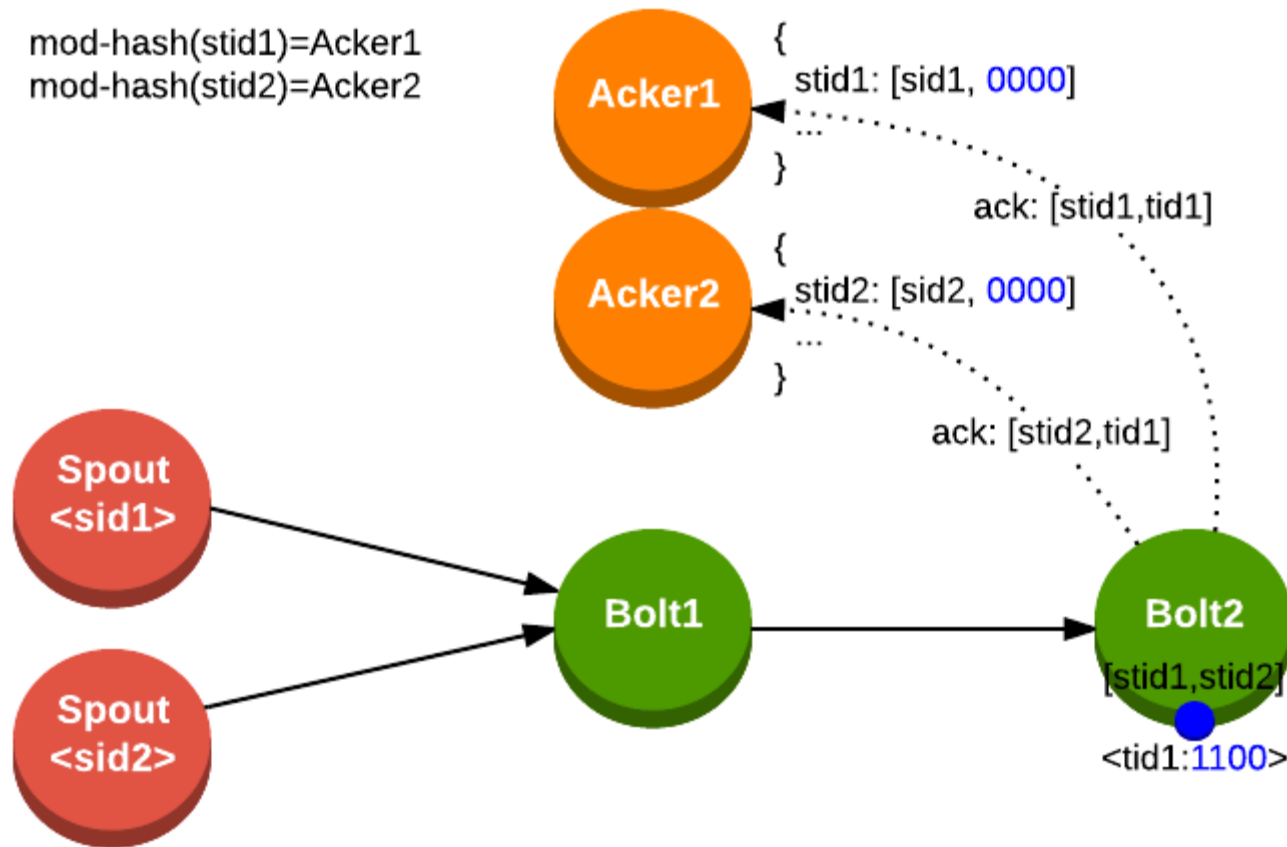 mod-hash(stid1)=Acker1
mod-hash(stid2)=Acker2
Acker1
{
stid1: [sid1, 0000]
...
}
ack: [stid1,tid1]
Acker2
{
stid2: [sid2, 0000]
...
}
ack: [stid2,tid1]
Spout
<sid1>
Bolt1
Bolt2
[stid1,stid2]
<tid1:1100>
Spout
<sid2>